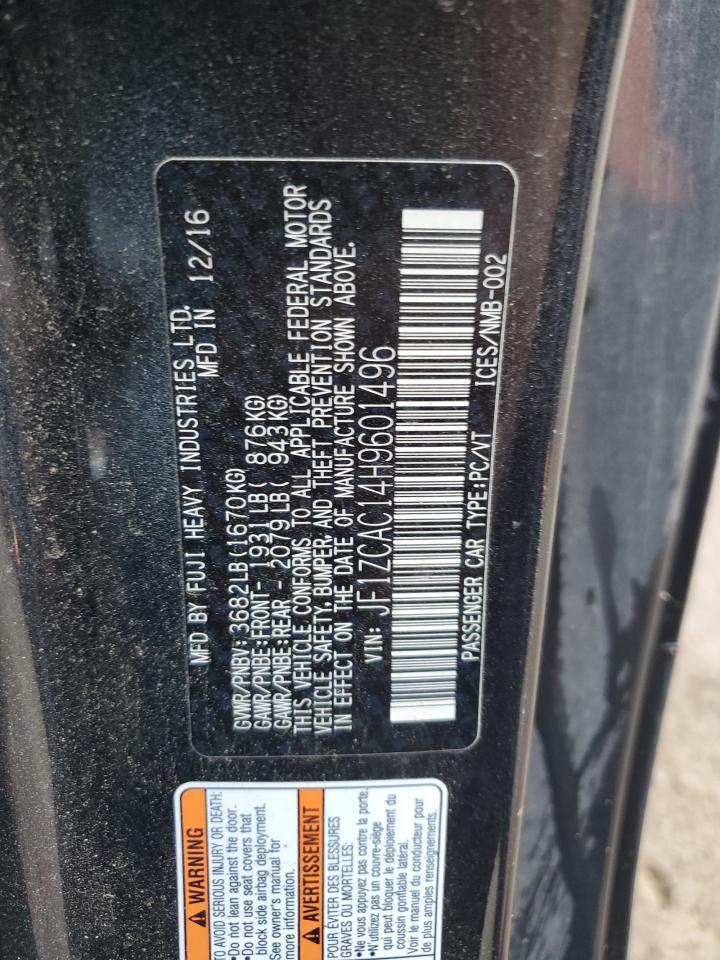 MFD BY FUJI HEAVY INDUSTRIES LTD.
MFD IN 12/16
GVWR/PNBV: 3682LB(1670KG)
GAWR/PNBE:FRONT- 1931LB( 876KG)
GAWR/PNBE:REAR - 2079LB( 943KG)
THIS VEHICLE CONFORMS TO ALL APPLICABLE FEDERAL MOTOR
VEHICLE SAFETY, BUMPER, AND THEFT PREVENTION STANDARDS
IN EFFECT ON THE DATE OF MANUFACTURE SHOWN ABOVE.
VIN: JF1ZCAC14H9601496
PASSENGER CAR TYPE:PC/VT ICES/NMB-002
WARNING
TO AVOID SERIOUS INJURY OR DEATH:
•Do not lean against the door.
•Do not use seat covers that
block side airbag deployment.
See owner's manual for
more information.
AVERTISSEMENT
POUR ÉVITER DES BLESSURES
GRAVES OU MORTELLES:
•Ne vous appuyez pas contre la porte.
•N'utilizez pas un couvre-siège
qui peut bloquer le déploiement du
coussin gonflable latéral.
Voir le manuel du conducteur pour
de plus amples renseignements.